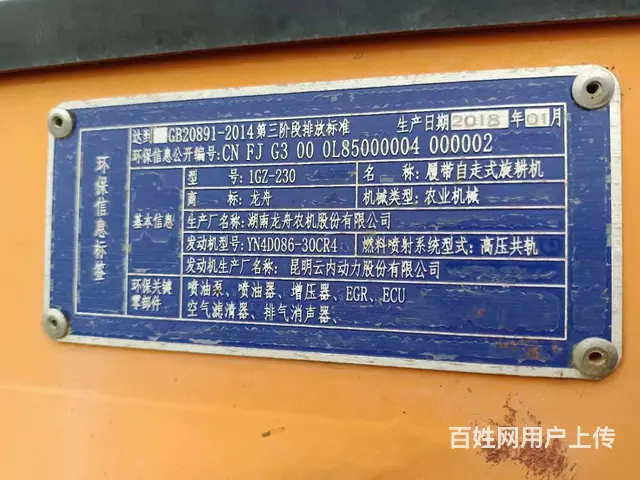 达到 GB20891-2014第三阶段排放标准 生产日期2018年01月
环保信息公开编号:CN FJ G3 00 0L85000004 000002
环保信息标签
基本信息
型 号:1GZ-230 名 称:履带自走式旋耕机
商 标:龙舟 机械类型:农业机械
生产厂名称:湖南龙舟农机股份有限公司
发动机型号:YN4D086-30CR4 燃料喷射系统型式:高压共轨
发动机生产厂名称:昆明云内动力股份有限公司
环保关键
零部件
喷油泵、喷油器、增压器、EGR、ECU
空气滤清器、排气消声器、
百姓网用户上传